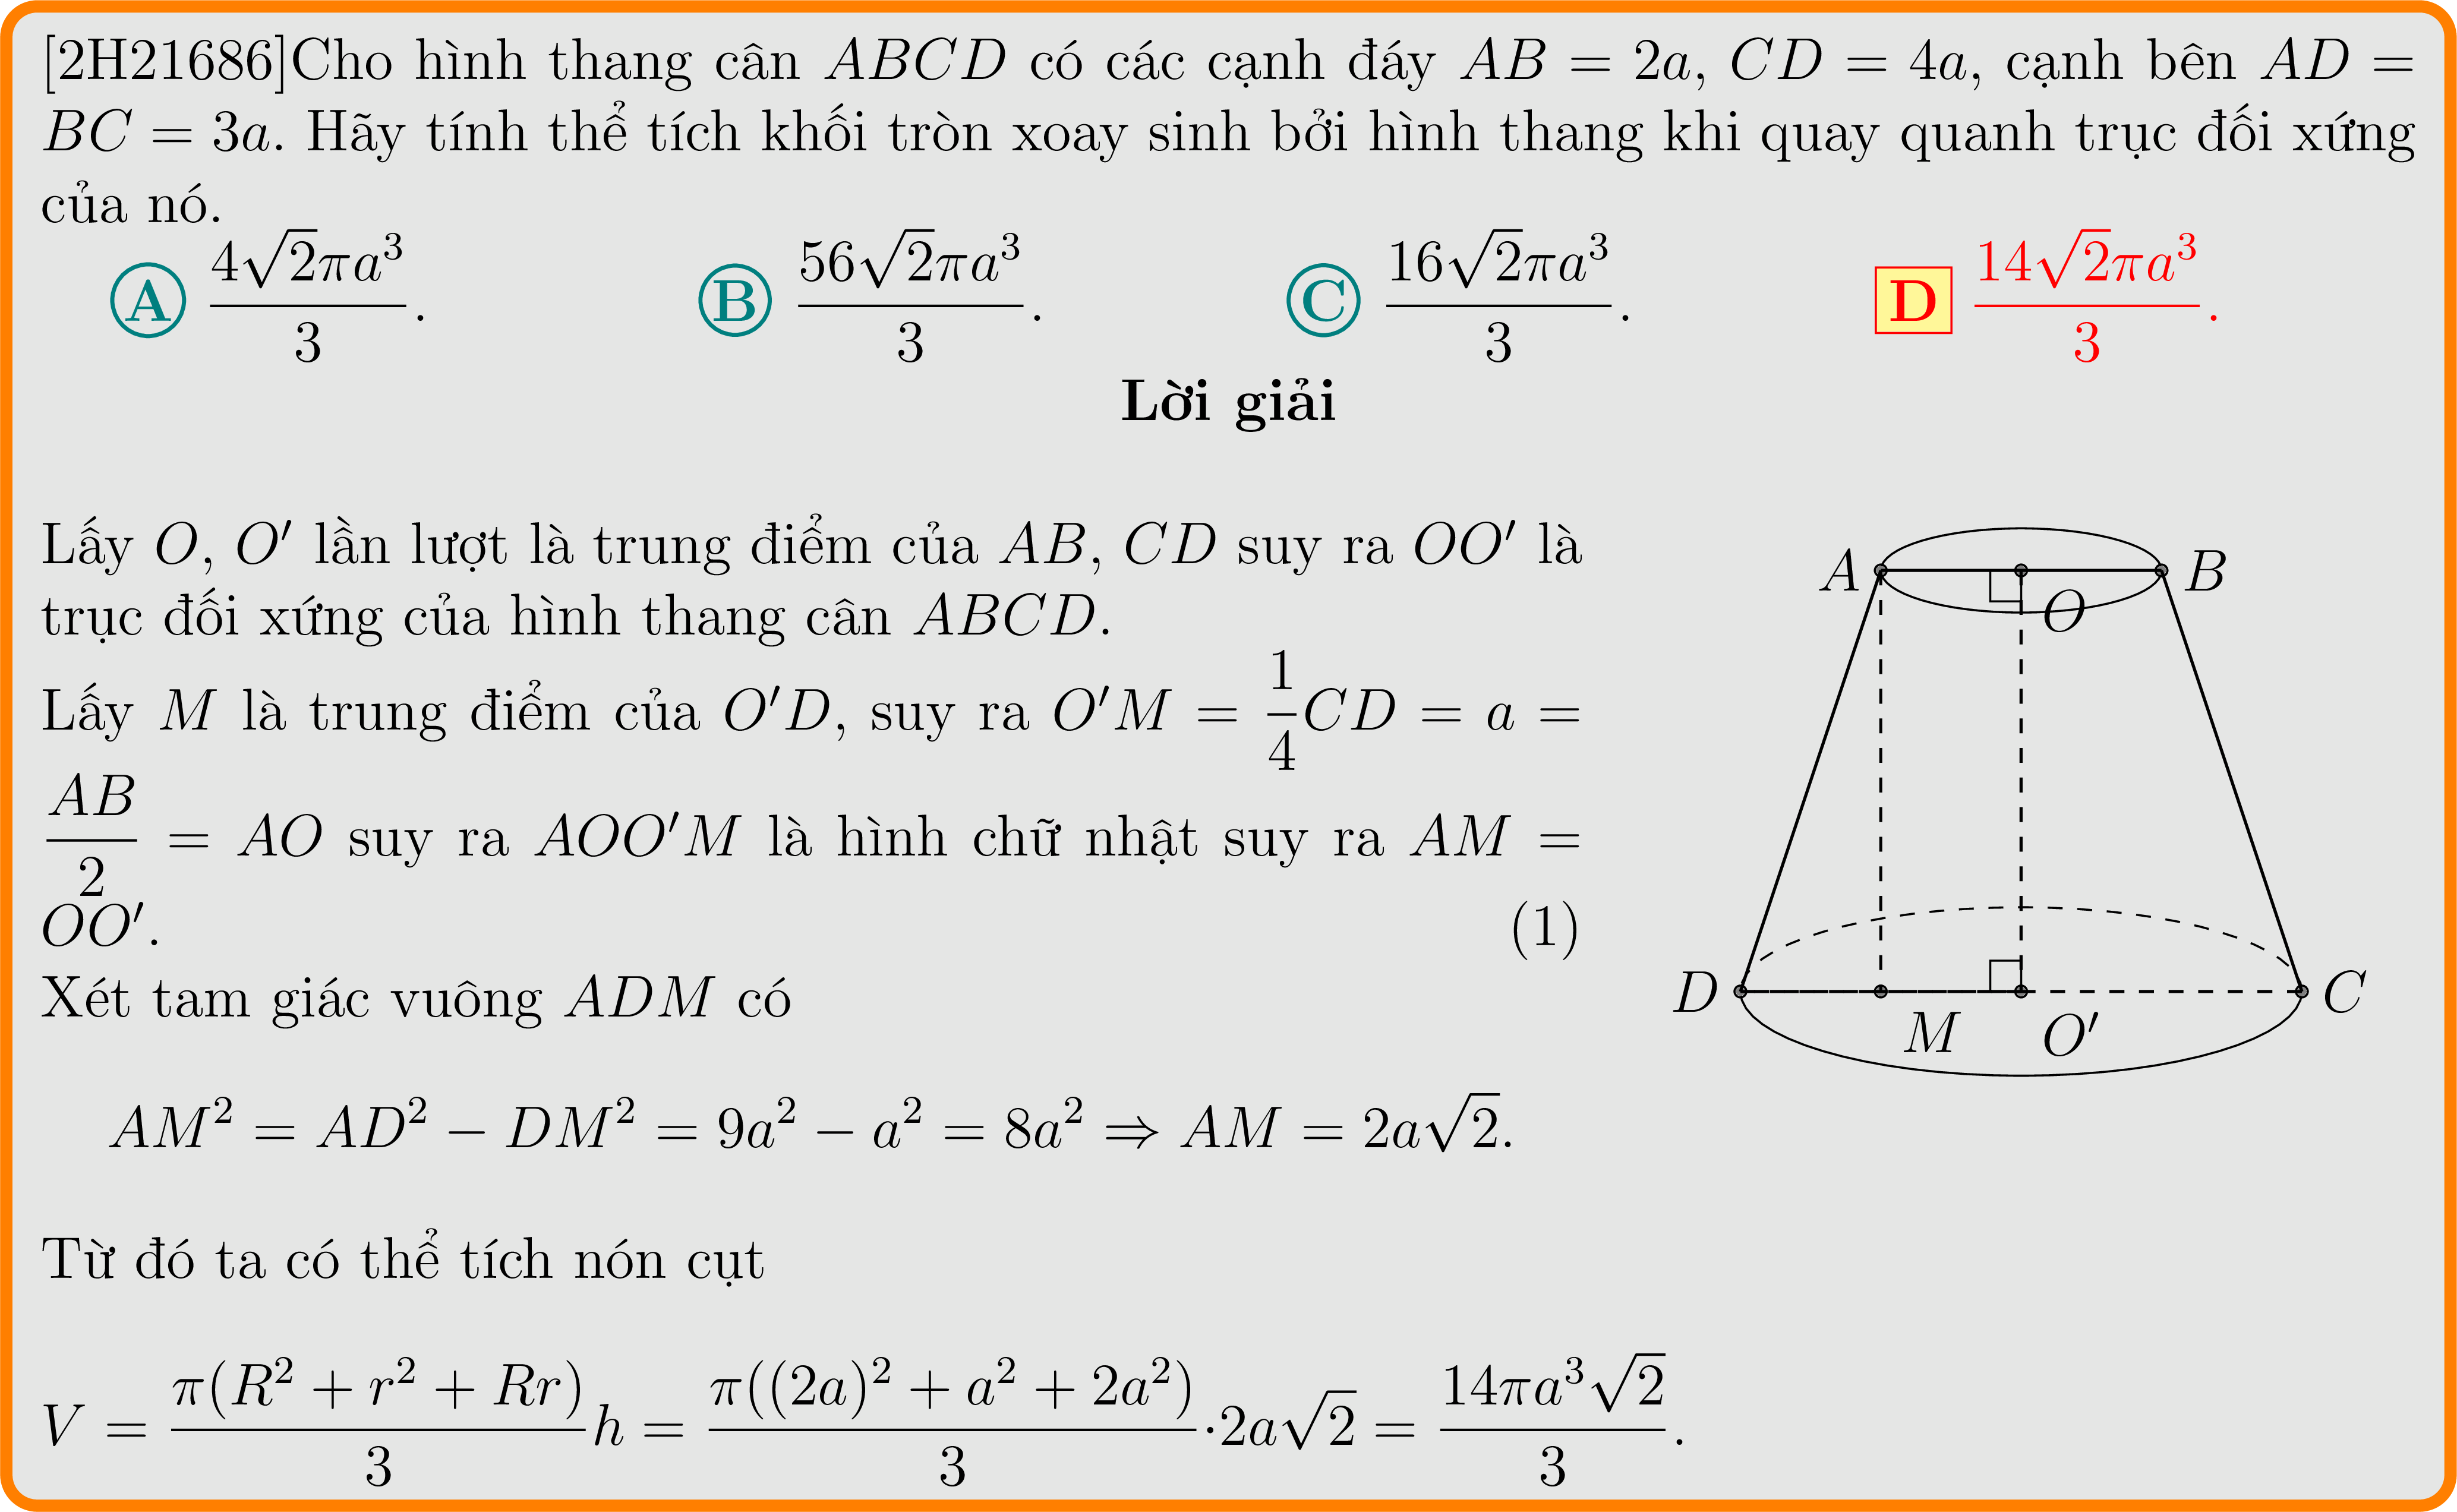 [2H21686]Cho hình thang cân ABCD có các cạnh đáy AB = 2a, CD = 4a, cạnh bên AD =
BC = 3a. Hãy tính thể tích khối tròn xoay sinh bởi hình thang khi quay quanh trục đối xứng
của nó.
A $\frac{4\sqrt{2}\pi a^3}{3}$. B $\frac{56\sqrt{2}\pi a^3}{3}$. C $\frac{16\sqrt{2}\pi a^3}{3}$. D $\frac{14\sqrt{2}\pi a^3}{3}$.
Lời giải
Lấy O, O′ lần lượt là trung điểm của AB, CD suy ra OO′ là
trục đối xứng của hình thang cân ABCD.
Lấy M là trung điểm của O′D, suy ra O′M = $\frac{1}{4}$CD = a =
$\frac{AB}{2}$ = AO suy ra AOO′M là hình chữ nhật suy ra AM =
OO′. (1)
Xét tam giác vuông ADM có
$AM^2 = AD^2 − DM^2 = 9a^2 − a^2 = 8a^2 ⇒ AM = 2a\sqrt{2}$.
Từ đó ta có thể tích nón cụt
$V = \frac{\pi(R^2 + r^2 + Rr)}{3}h = \frac{\pi((2a)^2 + a^2 + 2a^2)}{3}·2a\sqrt{2} = \frac{14\pi a^3\sqrt{2}}{3}$.
A
B
O
D
C
M
O′